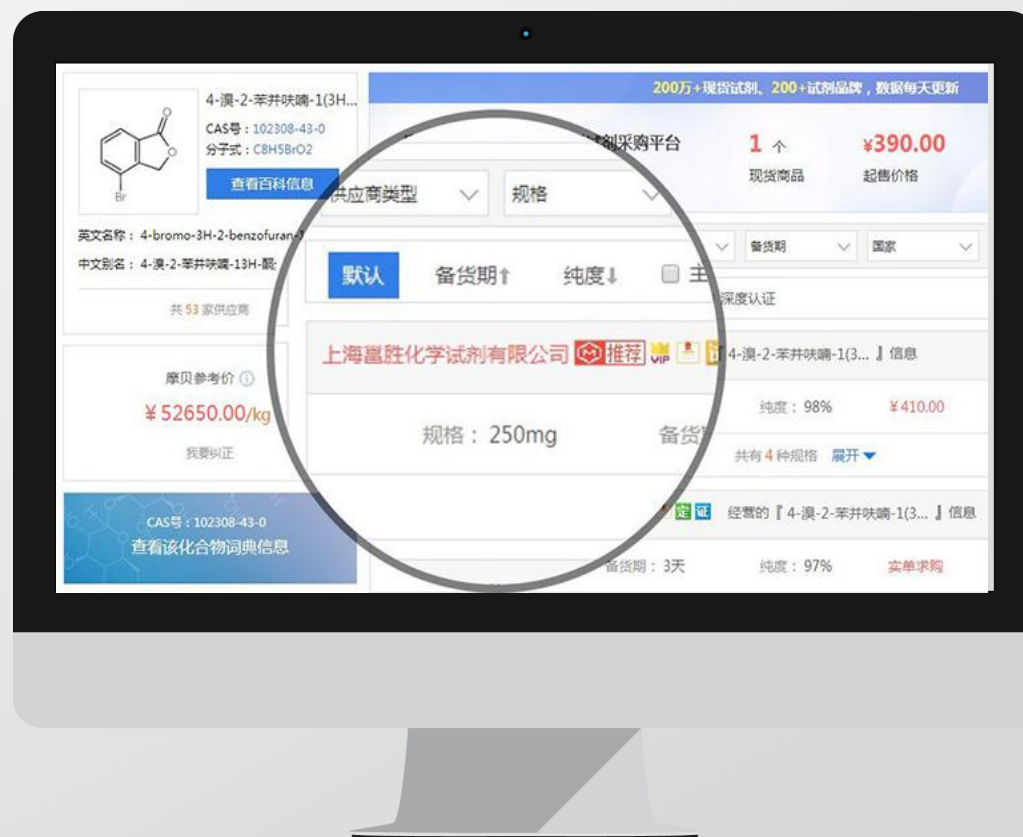 4-溴-2-苯并呋喃-1(3H...
CAS号：102308-43-0
分子式：C8H5BrO2
查看百科信息
O
O
Br
英文名称： 4-bromo-3H-2-benzofuran-1
中文别名： 4-溴-2-苯并呋喃-13H-酮;
共 53 家供应商
摩贝参考价
¥ 52650.00/kg
我要纠正
CAS号：102308-43-0
查看该化合物词典信息
200万+现货试剂、200+试剂品牌，数据每天更新
试剂采购平台
1 个
现货商品
¥390.00
起售价格
供应商类型
规格
备货期
国家
默认
备货期↑
纯度↓
主
深度认证
上海鶹胜化学试剂有限公司 推荐 VIP
4-溴-2-苯并呋喃-1(3... 』信息
规格： 250mg
备货
纯度： 98%
¥ 410.00
共有 4 种规格 展开
定 证 经营的『 4-溴-2-苯并呋喃-1(3... 』信息
备货期： 3天
纯度： 97%
实单求购